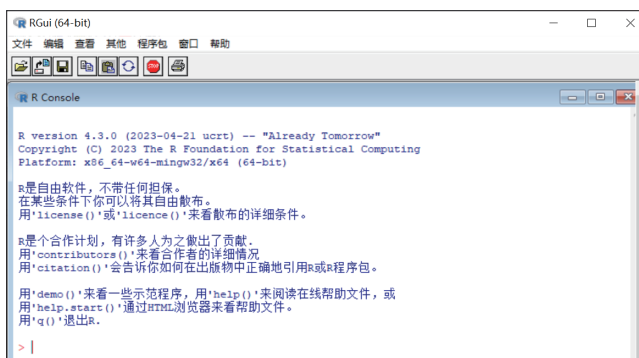 RGui (64-bit)
文件 编辑 查看 其他 程序包 窗口 帮助
STOP
R Console
R version 4.3.0 (2023-04-21 ucrt) -- "Already Tomorrow"
Copyright (C) 2023 The R Foundation for Statistical Computing
Platform: x86_64-w64-mingw32/x64 (64-bit)
R是自由软件，不带任何担保。
在某些条件下你可以将其自由散布。
用'license()'或'licence()'来看散布的详细条件。
R是个合作计划，有许多人为之做出了贡献.
用'contributors()'来看合作者的详细情况
用'citation()'会告诉你如何在出版物中正确地引用R或R程序包。
用'demo()'来看一些示范程序，用'help()'来阅读在线帮助文件，或
用'help.start()'通过HTML浏览器来看帮助文件。
用'q()'退出R.
>